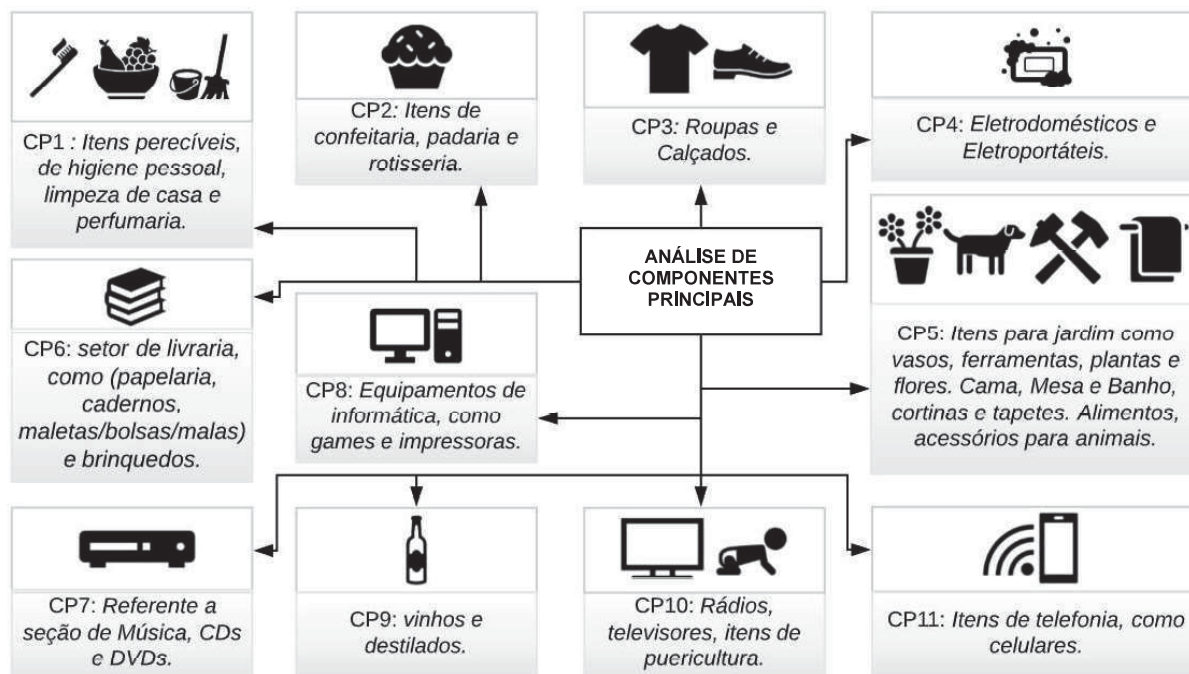 CP1 : Itens perecíveis,
de higiene pessoal,
limpeza de casa e
perfumaria.
CP2: Itens de
confeitaria, padaria e
rotisseria.
CP3: Roupas e
Calçados.
CP4: Eletrodomésticos e
Eletroportáteis.
ANÁLISE DE
COMPONENTES
PRINCIPAIS
CP6: setor de livraria,
como (papelaria,
cadernos,
maletas/bolsas/malas)
e brinquedos.
CP8: Equipamentos de
informática, como
games e impressoras.
CP5: Itens para jardim como
vasos, ferramentas, plantas e
flores. Cama, Mesa e Banho,
cortinas e tapetes. Alimentos,
acessórios para animais.
CP7: Referente a
seção de Música, CDs
e DVDs.
CP9: vinhos e
destilados.
CP10: Rádios,
televisores, itens de
puericultura.
CP11: Itens de telefonia, como
celulares.